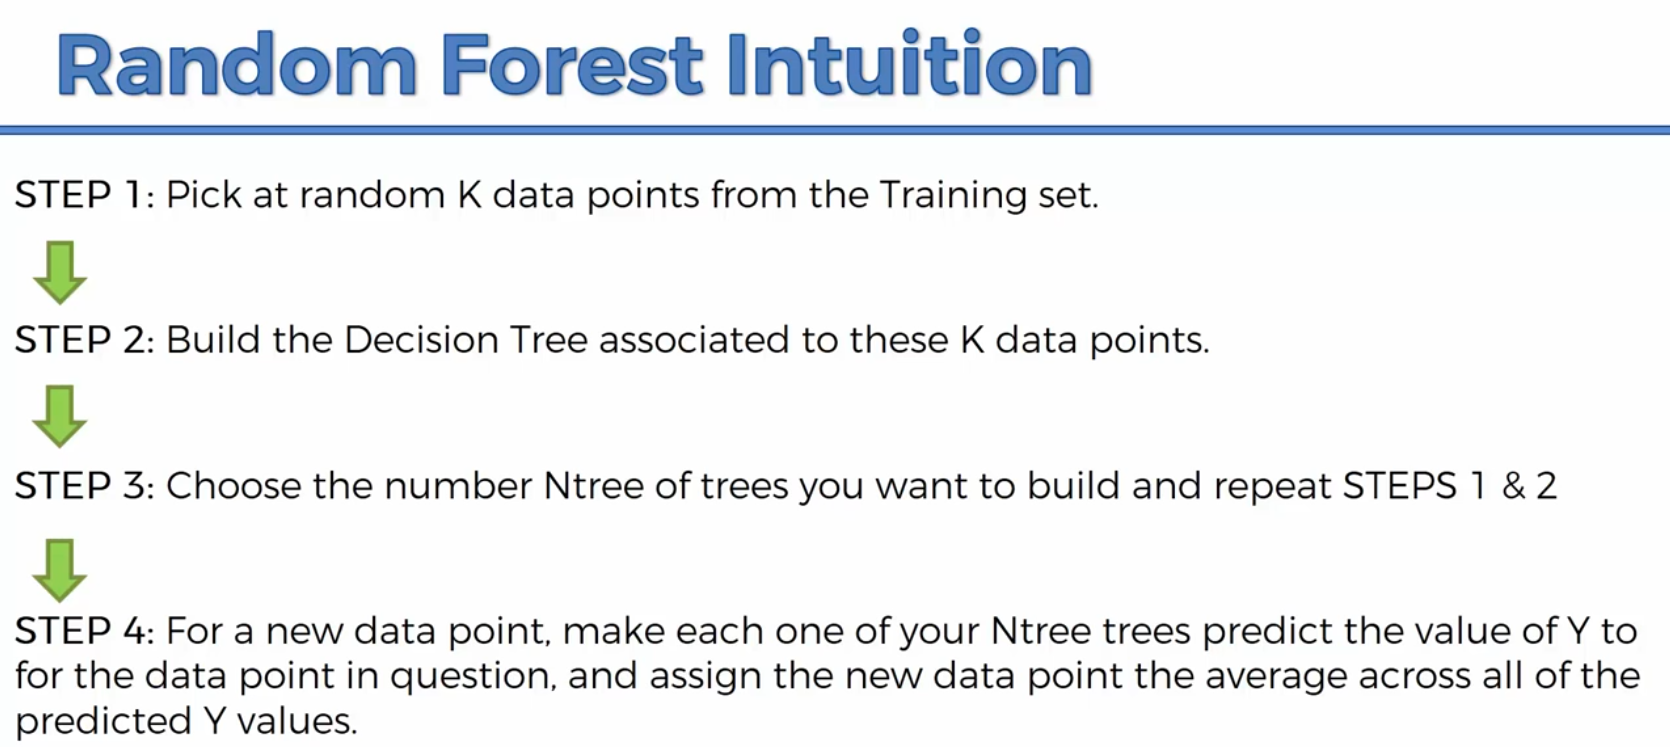 Random Forest Intuition
STEP 1: Pick at random K data points from the Training set.
STEP 2: Build the Decision Tree associated to these K data points.
STEP 3: Choose the number Ntree of trees you want to build and repeat STEPS 1 & 2
STEP 4: For a new data point, make each one of your Ntree trees predict the value of Y to
for the data point in question, and assign the new data point the average across all of the
predicted Y values.